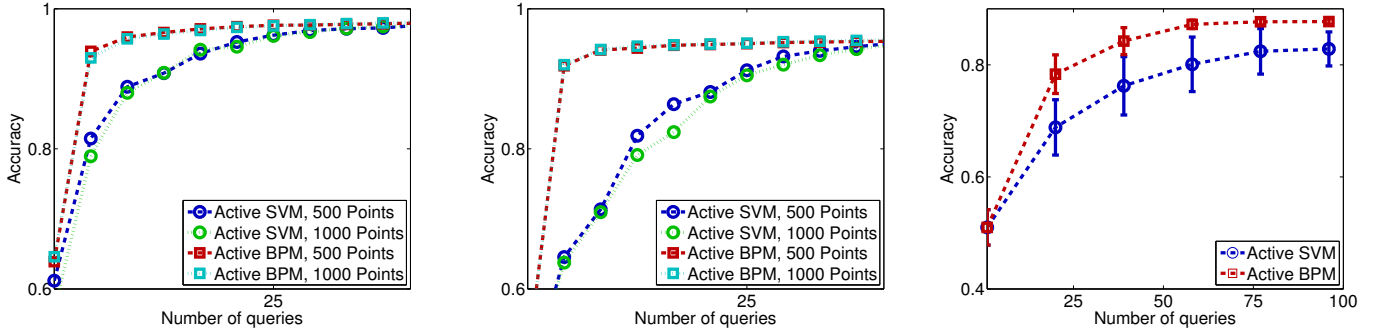 1
0.8
0.6
Accuracy
25
Number of queries
Active SVM, 500 Points
Active SVM, 1000 Points
Active BPM, 500 Points
Active BPM, 1000 Points
1
0.8
0.6
Accuracy
25
Number of queries
Active SVM, 500 Points
Active SVM, 1000 Points
Active BPM, 500 Points
Active BPM, 1000 Points
0.8
0.6
0.4
Accuracy
25
50
75
100
Number of queries
Active SVM
Active BPM